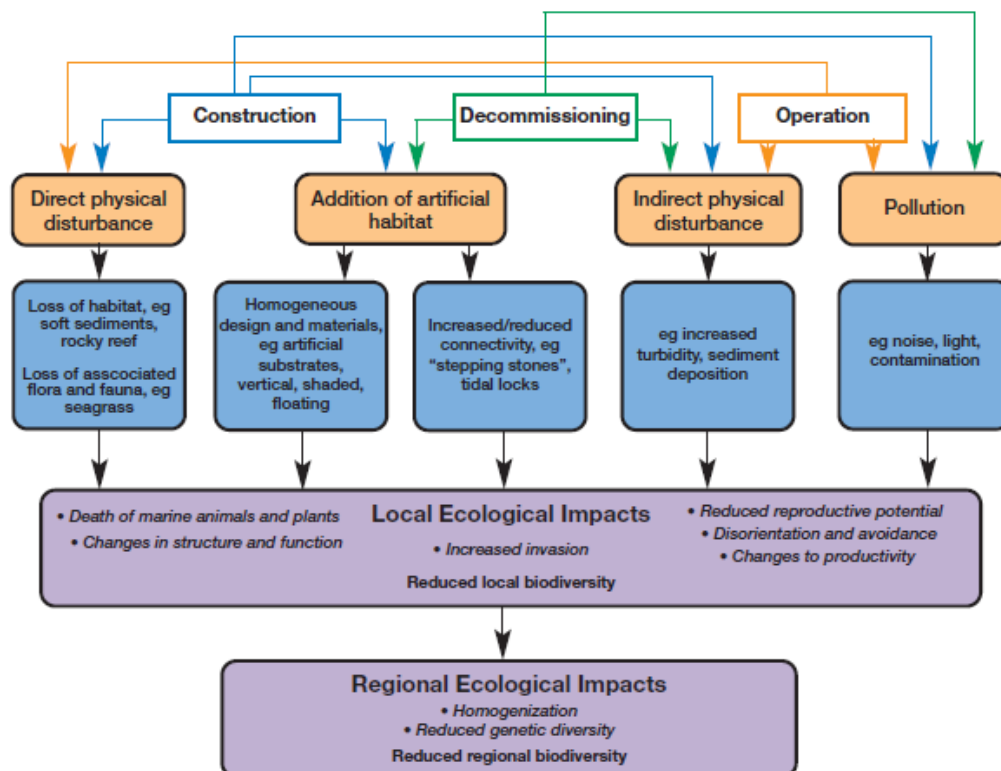 Construction
Decommissioning
Operation
Direct physical
disturbance
Addition of artificial
habitat
Indirect physical
disturbance
Pollution
Loss of habitat, eg
soft sediments,
rocky reef
Loss of asscociated
flora and fauna, eg
seagrass
Homogeneous
design and materials,
eg artificial
substrates,
vertical, shaded,
floating
Increased/reduced
connectivity, eg
“stepping stones”,
tidal locks
eg increased
turbidity, sediment
deposition
eg noise, light,
contamination
Local Ecological Impacts
• Death of marine animals and plants
• Changes in structure and function
• Increased invasion
• Reduced reproductive potential
• Disorientation and avoidance
• Changes to productivity
Reduced local biodiversity
Regional Ecological Impacts
• Homogenization
• Reduced genetic diversity
Reduced regional biodiversity